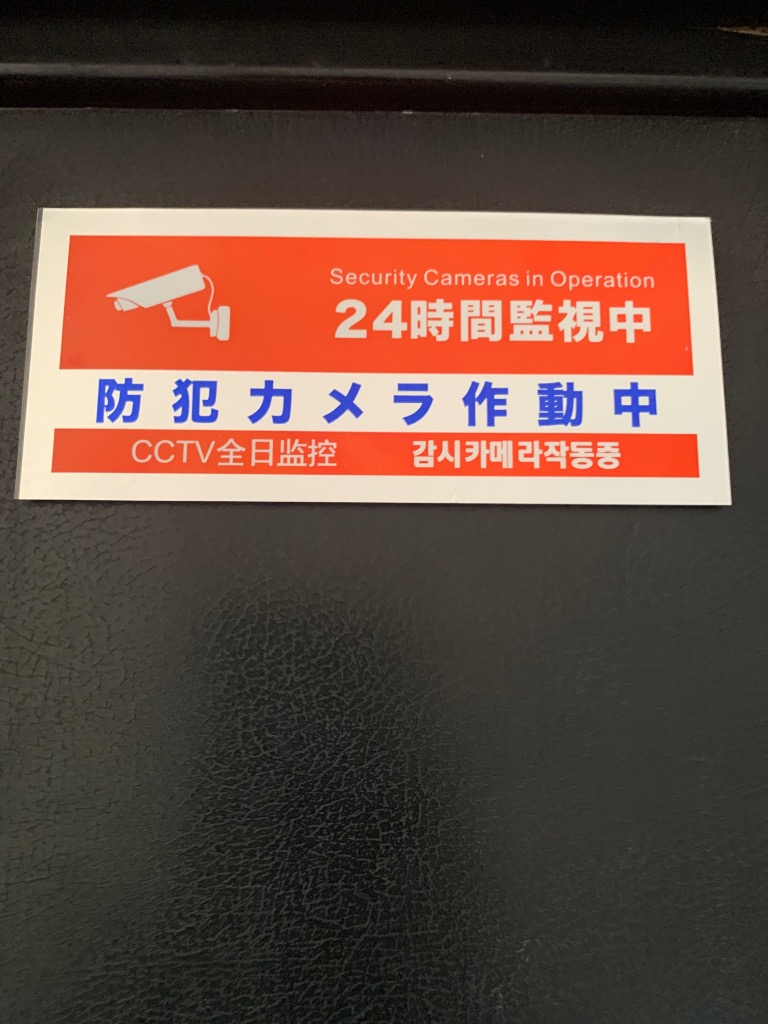 Security Cameras in Operation
24時間監視中
防犯カメラ作動中
CCTV全日监控 감시카메라작동중